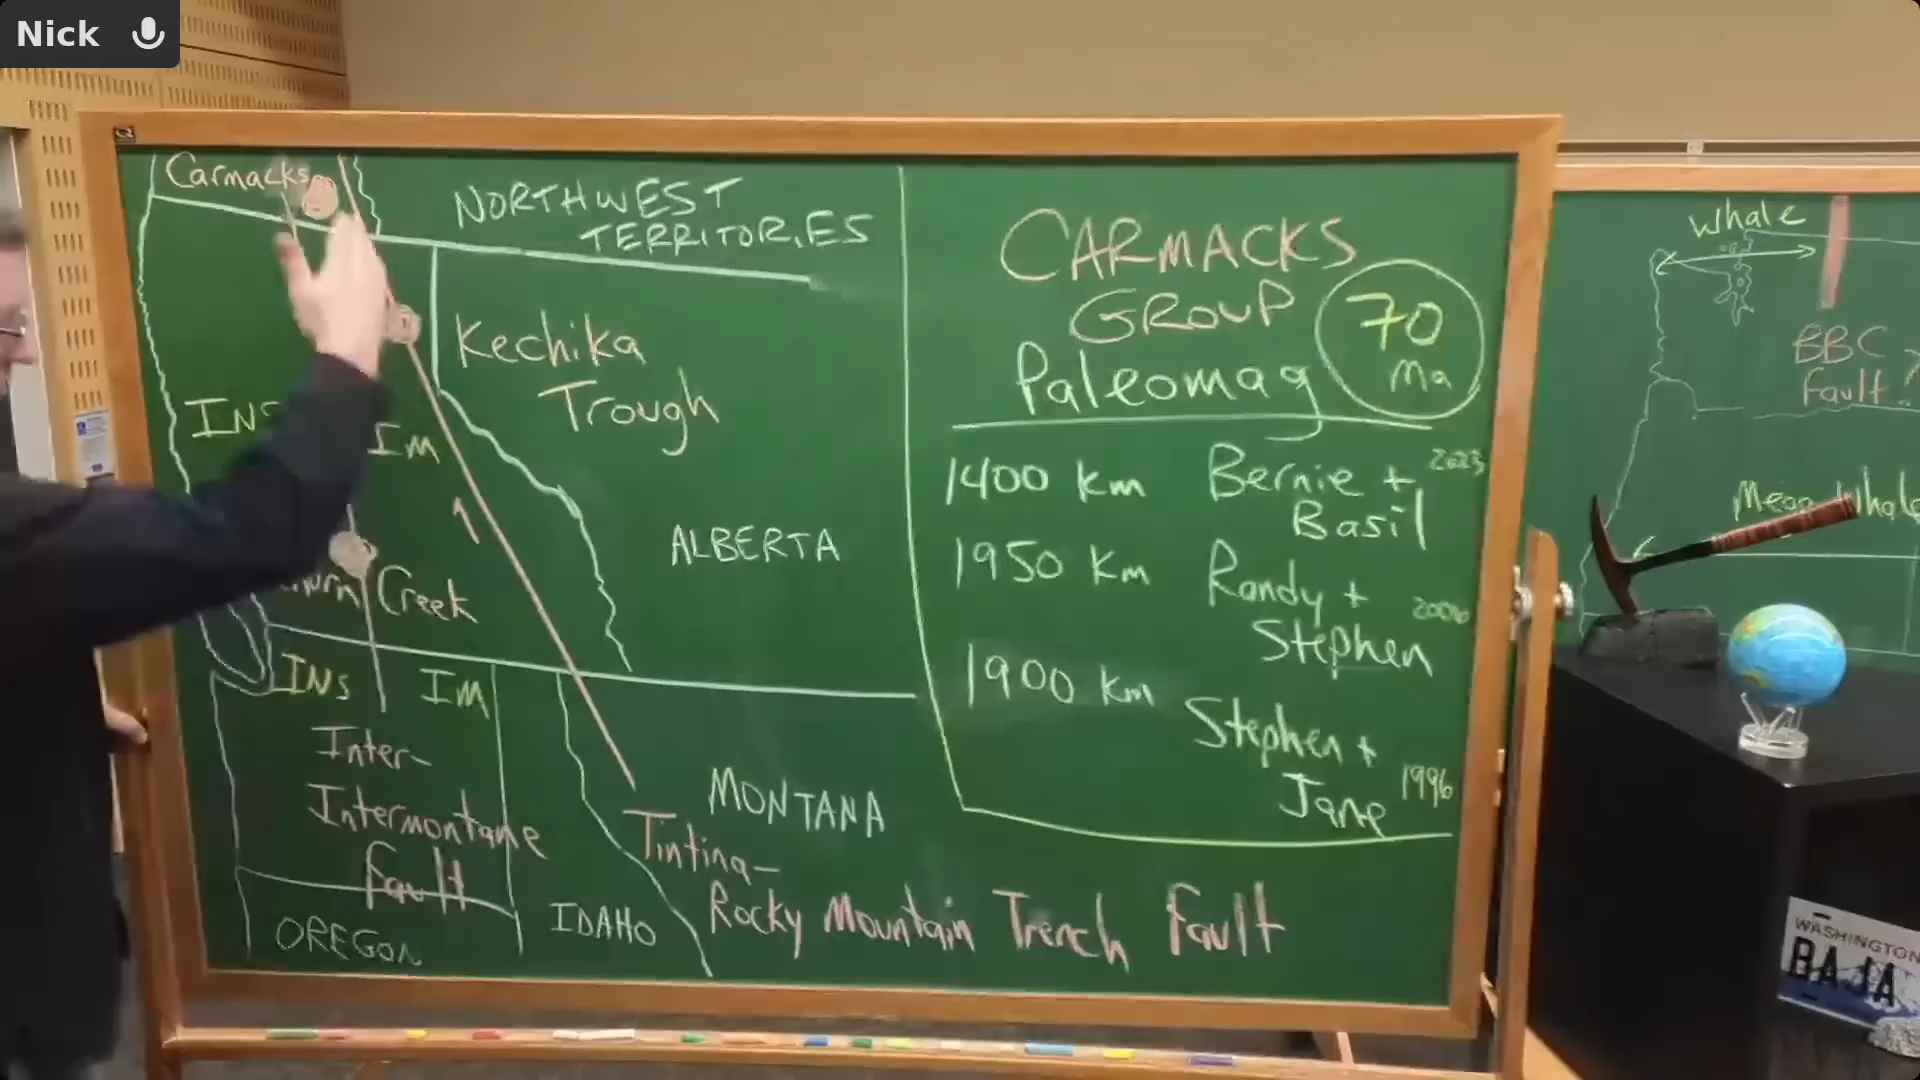 Nick
Carmacks
NORTHWEST
TERRITORIES
Kechika
Trough
INS
Im
ALBERTA
Creek
INs
Im
Inter-
Intermontane
fault
MONTANA
Tintina-
Rocky Mountain Trench Fault
IDAHO
OREGON
CARMACKS
GROUP
Paleomag
70
Ma
1400 km Bernie + 2023
Basil
1950 Km Randy + 2006
Stephen
1900 km Stephen +
Jane 1996
Whale
BBC
fault?
WASHINGTON
BAJA